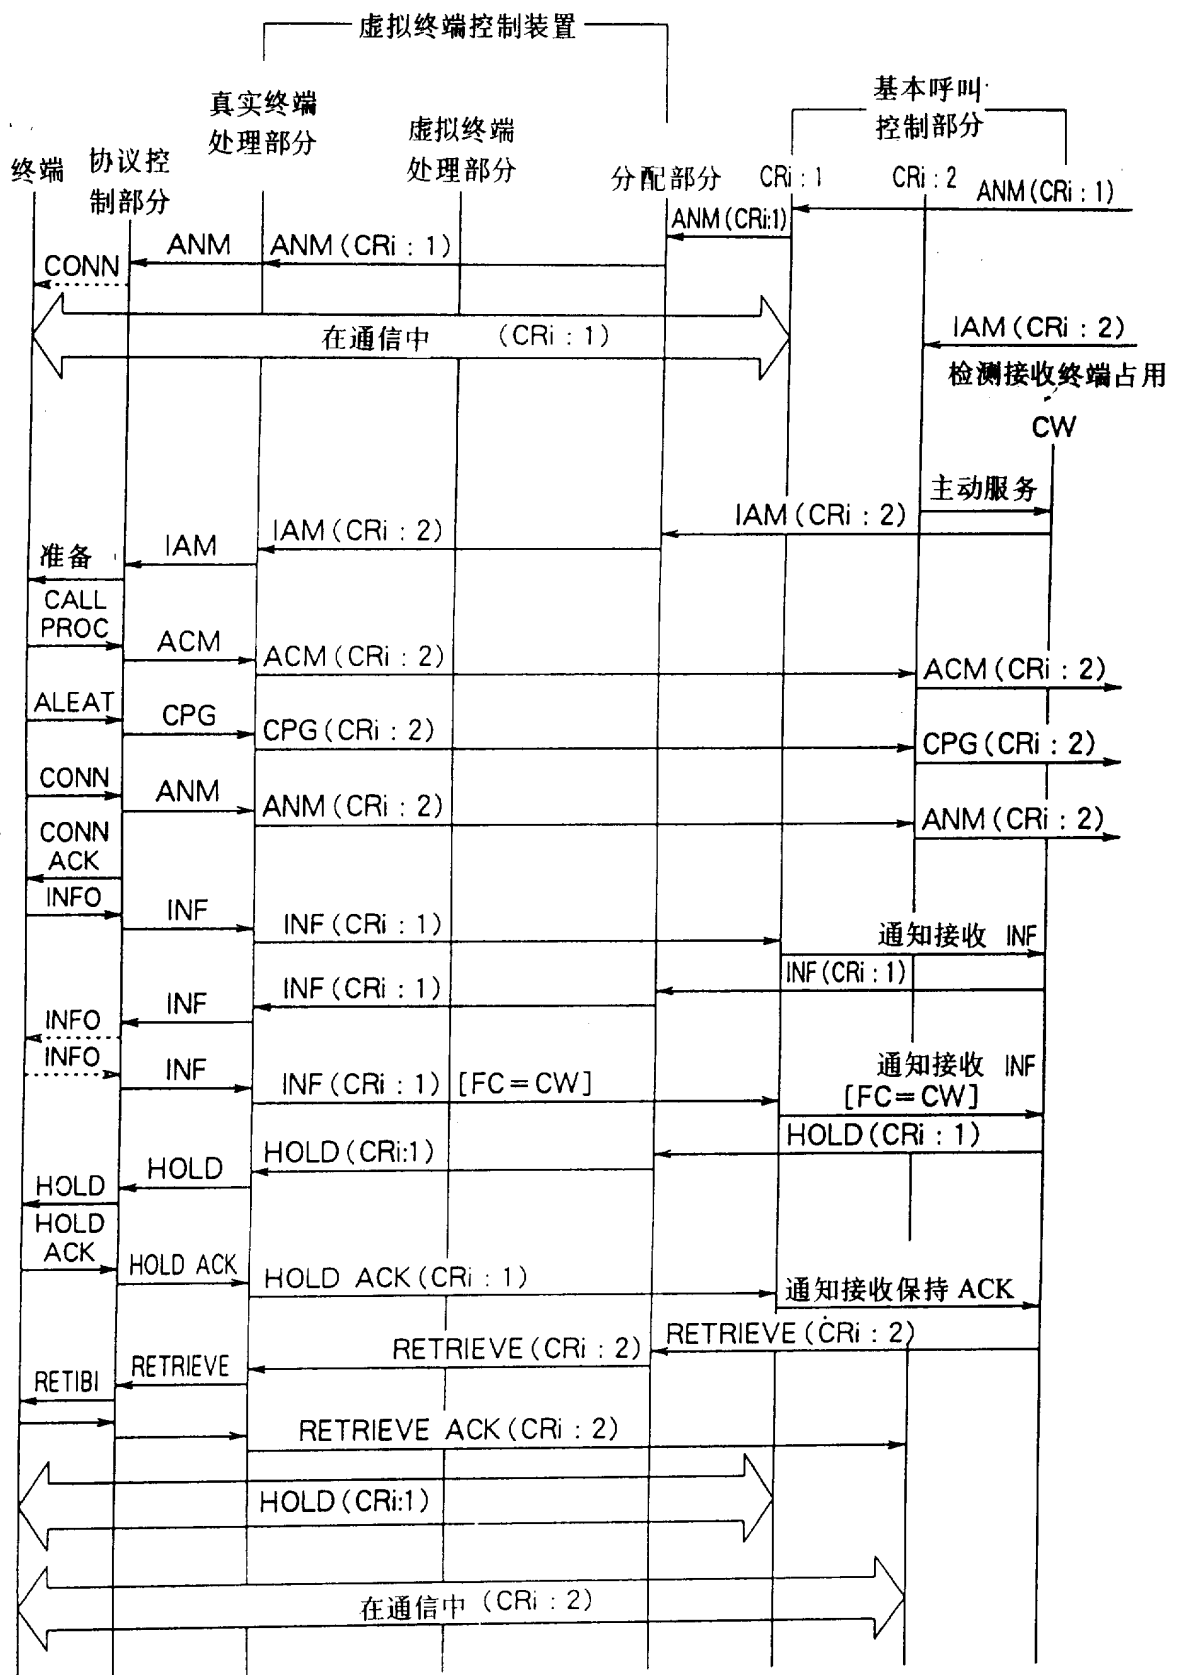 虚拟终端控制装置
基本呼叫
控制部分
真实终端
处理部分
虚拟终端
处理部分
终端
协议控
制部分
分配部分
CRi : 1
CRi : 2
ANM(CRi : 1)
ANM(CRi:1)
ANM
ANM(CRi : 1)
CONN
在通信中 (CRi : 1)
IAM(CRi : 2)
检测接收终端占用
CW
主动服务
IAM(CRi : 2)
IAM(CRi : 2)
IAM
准备
CALL
PROC
ACM
ACM(CRi : 2)
ACM(CRi : 2)
ALEAT
CPG
CPG(CRi : 2)
CPG(CRi : 2)
CONN
ANM
ANM(CRi : 2)
ANM(CRi : 2)
CONN
ACK
INFO
INF
INF(CRi : 1)
通知接收 INF
INF(CRi : 1)
INF(CRi : 1)
INF
INFO
INFO
INF
INF(CRi : 1) [FC=CW]
通知接收 INF
[FC=CW]
HOLD(CRi : 1)
HOLD(CRi:1)
HOLD
HOLD
HOLD
ACK
HOLD ACK
HOLD ACK(CRi : 1)
通知接收保持 ACK
RETRIEVE(CRi : 2)
RETRIEVE(CRi : 2)
RETRIEVE
RETIBI
RETRIEVE ACK(CRi : 2)
HOLD(CRi:1)
在通信中 (CRi : 2)